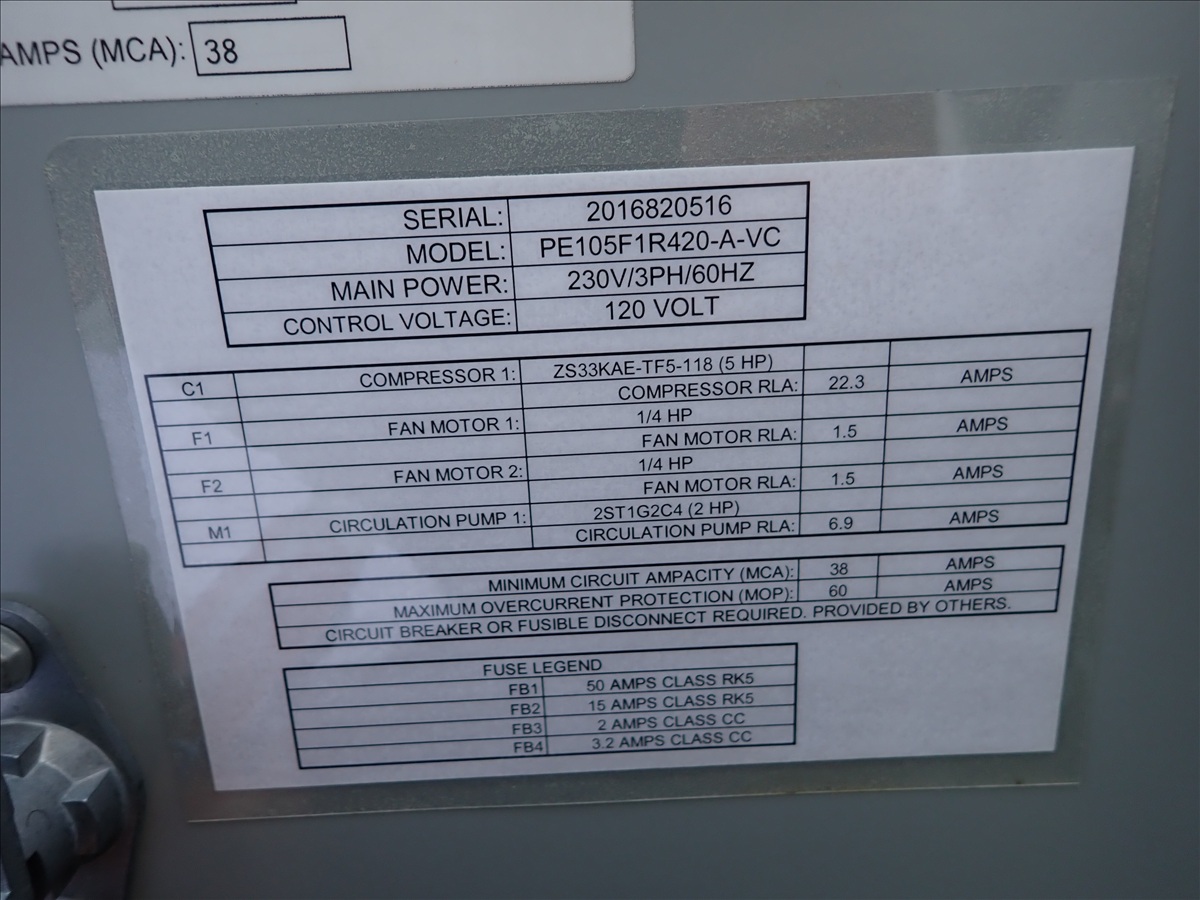 AMPS (MCA): 38
SERIAL: 2016820516
MODEL: PE105F1R420-A-VC
MAIN POWER: 230V/3PH/60HZ
CONTROL VOLTAGE: 120 VOLT
C1 COMPRESSOR 1: ZS33KAE-TF5-118 (5 HP)
COMPRESSOR RLA: 22.3 AMPS
F1 FAN MOTOR 1: 1/4 HP
FAN MOTOR RLA: 1.5 AMPS
F2 FAN MOTOR 2: 1/4 HP
FAN MOTOR RLA: 1.5 AMPS
M1 CIRCULATION PUMP 1: 2ST1G2C4 (2 HP)
CIRCULATION PUMP RLA: 6.9 AMPS
MINIMUM CIRCUIT AMPACITY (MCA): 38 AMPS
MAXIMUM OVERCURRENT PROTECTION (MOP): 60 AMPS
CIRCUIT BREAKER OR FUSIBLE DISCONNECT REQUIRED. PROVIDED BY OTHERS.
FUSE LEGEND
FB1 50 AMPS CLASS RK5
FB2 15 AMPS CLASS RK5
FB3 2 AMPS CLASS CC
FB4 3.2 AMPS CLASS CC